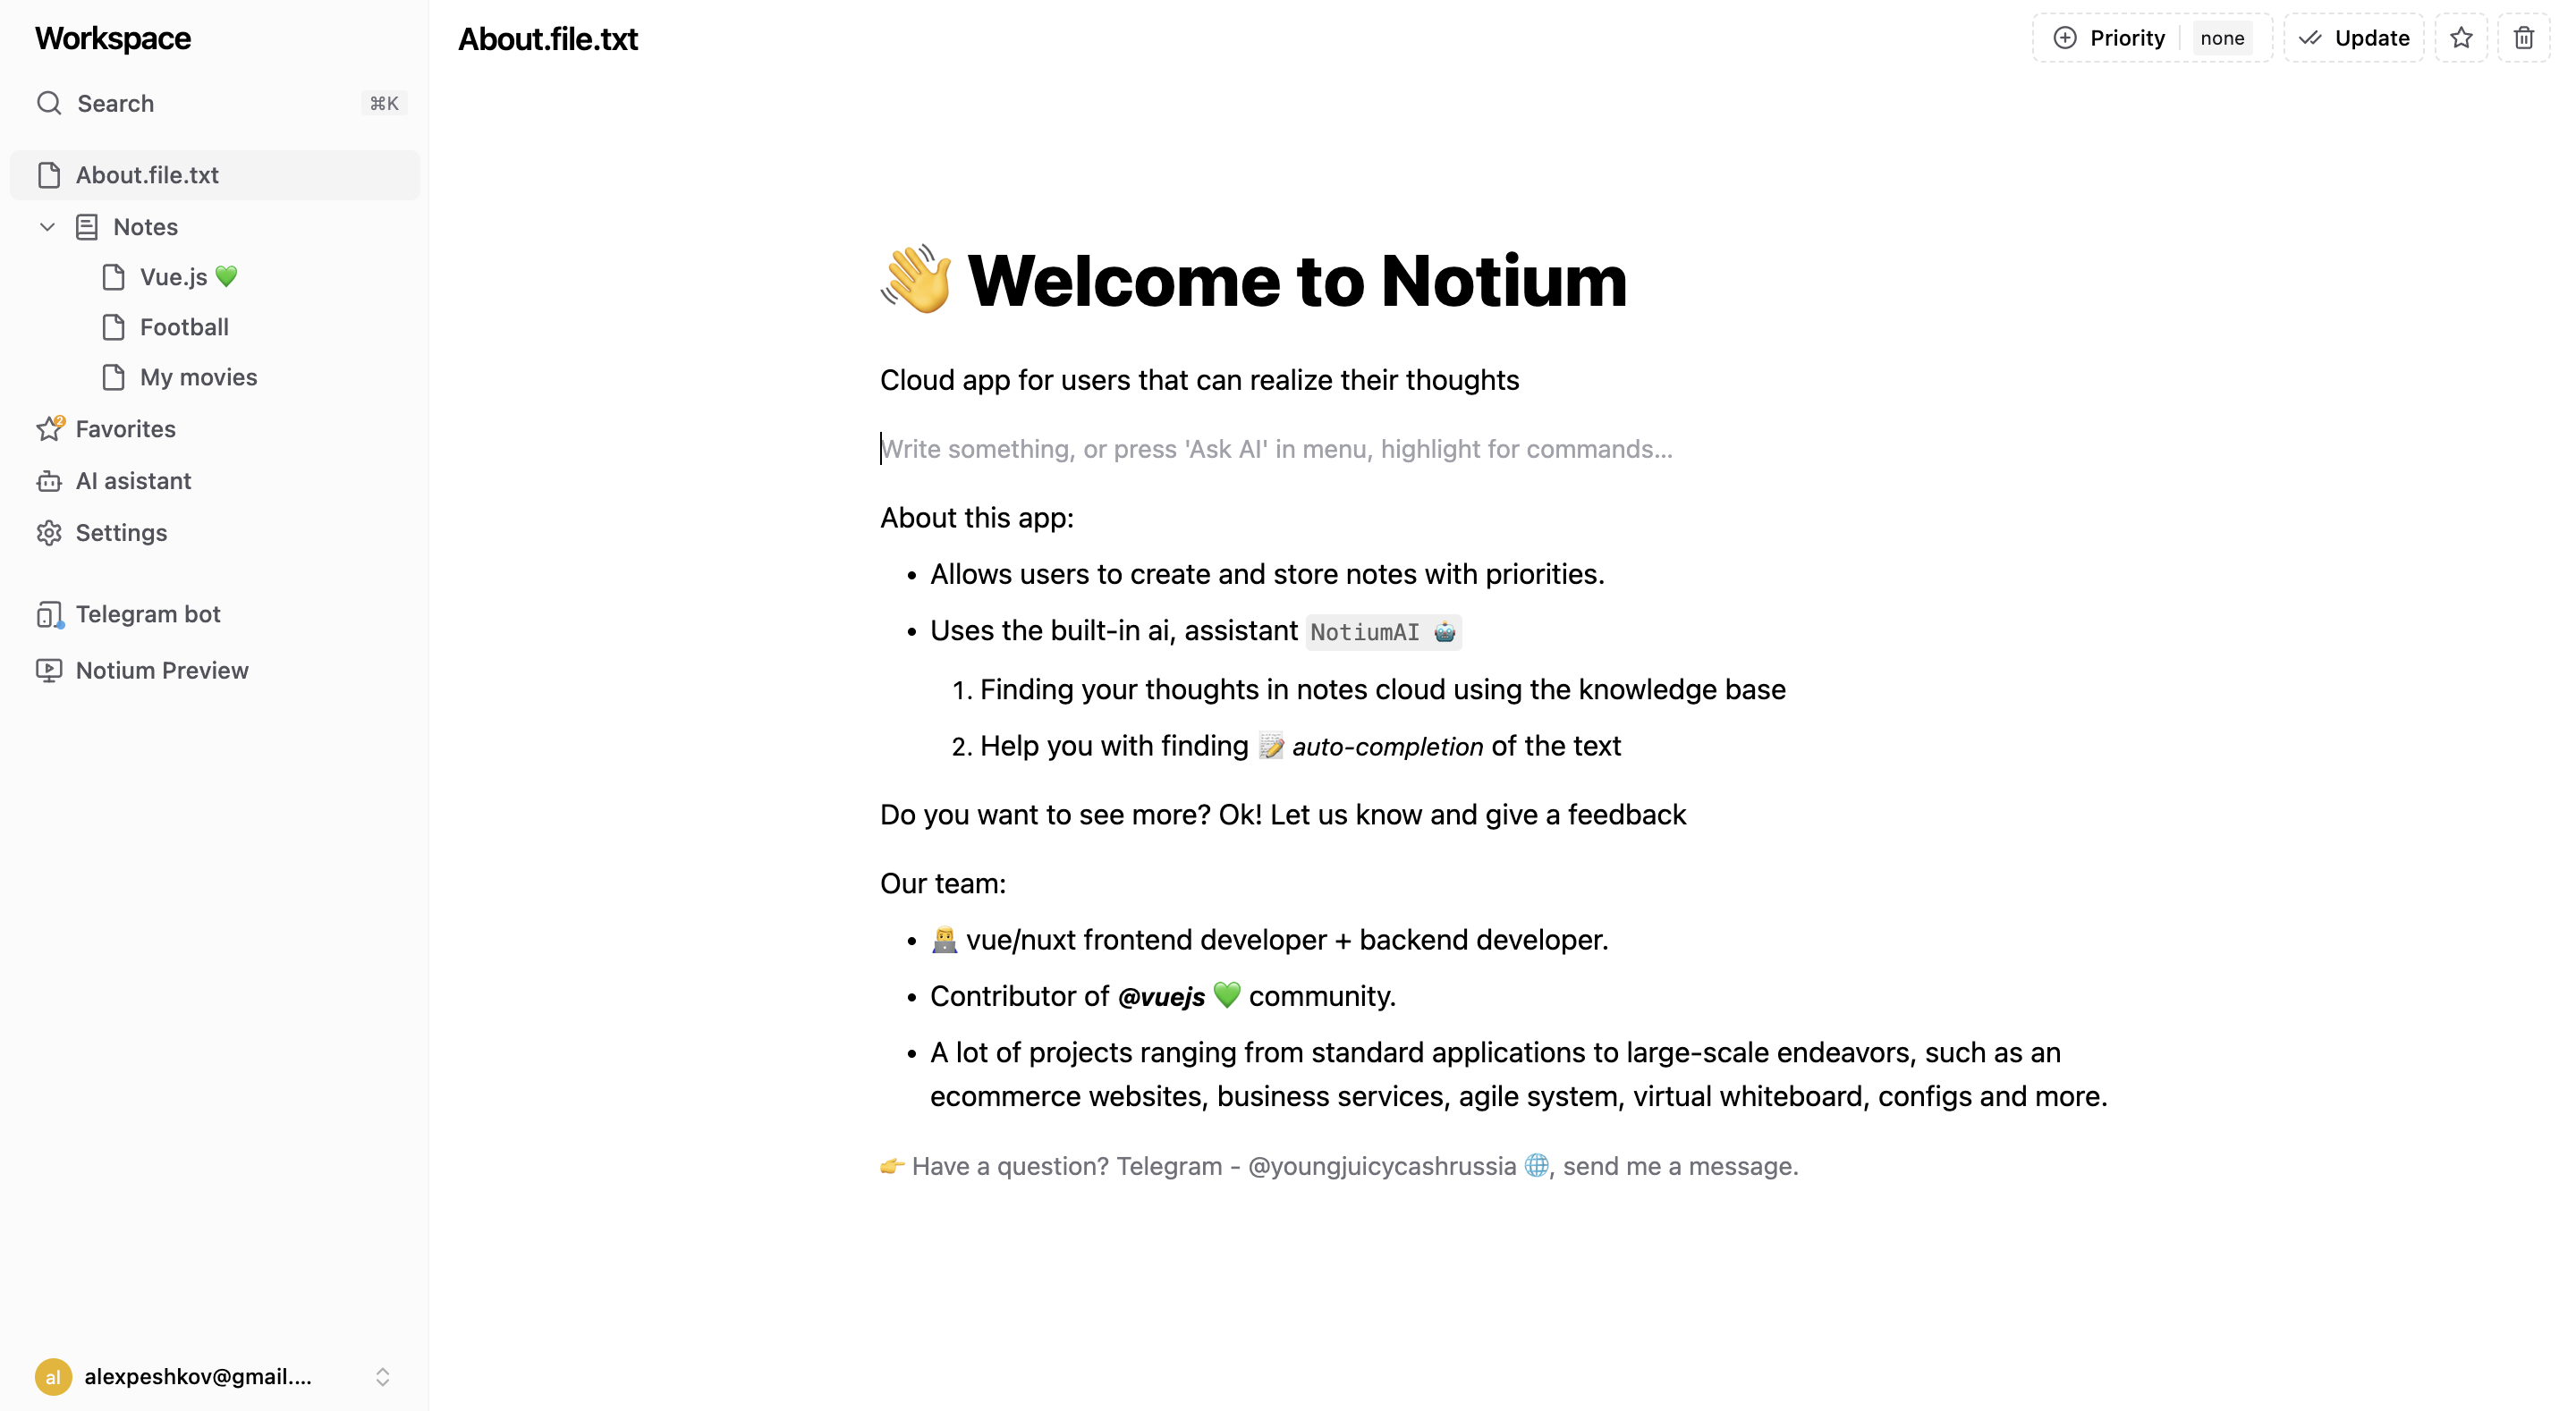 Workspace
Search
⌘K
About.file.txt
Notes
Vue.js 💚
Football
My movies
2
Favorites
AI asistant
Settings
Telegram bot
Notium Preview
al
alexpeshkov@gmail....
About.file.txt
Priority
none
Update
👋 Welcome to Notium
Cloud app for users that can realize their thoughts
Write something, or press 'Ask AI' in menu, highlight for commands...
About this app:
• Allows users to create and store notes with priorities.
• Uses the built-in ai, assistant NotiumAI 🤖
1. Finding your thoughts in notes cloud using the knowledge base
2. Help you with finding 📝 auto-completion of the text
Do you want to see more? Ok! Let us know and give a feedback
Our team:
• 👨‍💻 vue/nuxt frontend developer + backend developer.
• Contributor of @vuejs 💚 community.
• A lot of projects ranging from standard applications to large-scale endeavors, such as an
ecommerce websites, business services, agile system, virtual whiteboard, configs and more.
👉 Have a question? Telegram - @youngjuicycashrussia 🌐, send me a message.